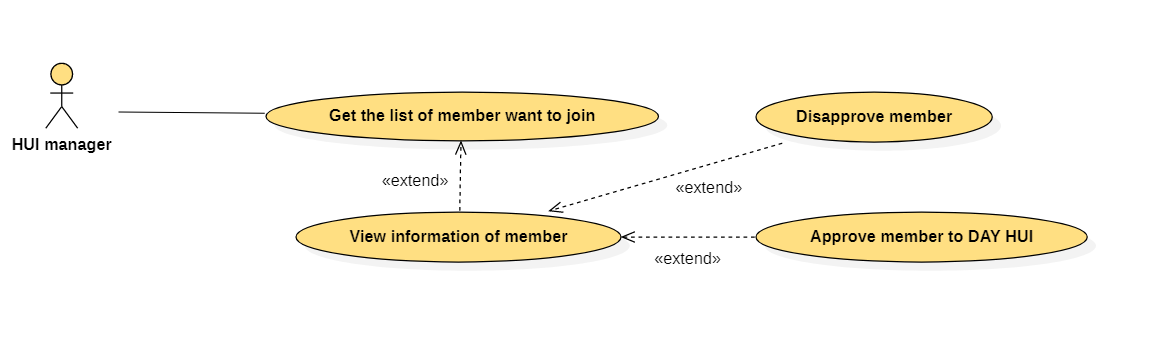 HUI manager
Get the list of member want to join
Disapprove member
«extend»
«extend»
View information of member
Approve member to DAY HUI
«extend»